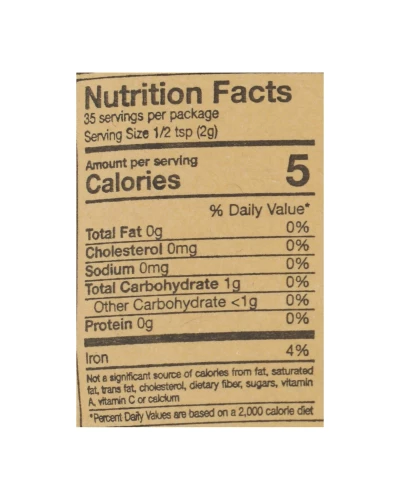 Nutrition Facts
35 servings per package
Serving Size 1/2 tsp (2g)
Amount per serving
Calories 5
% Daily Value*
Total Fat 0g 0%
Cholesterol 0mg 0%
Sodium 0mg 0%
Total Carbohydrate 1g 0%
Other Carbohydrate <1g 0%
Protein 0g 0%
Iron 4%
Not a significant source of calories from fat, saturated
fat, trans fat, cholesterol, dietary fiber, sugars, vitamin
A, vitamin C or calcium
*Percent Daily Values are based on a 2,000 calorie diet